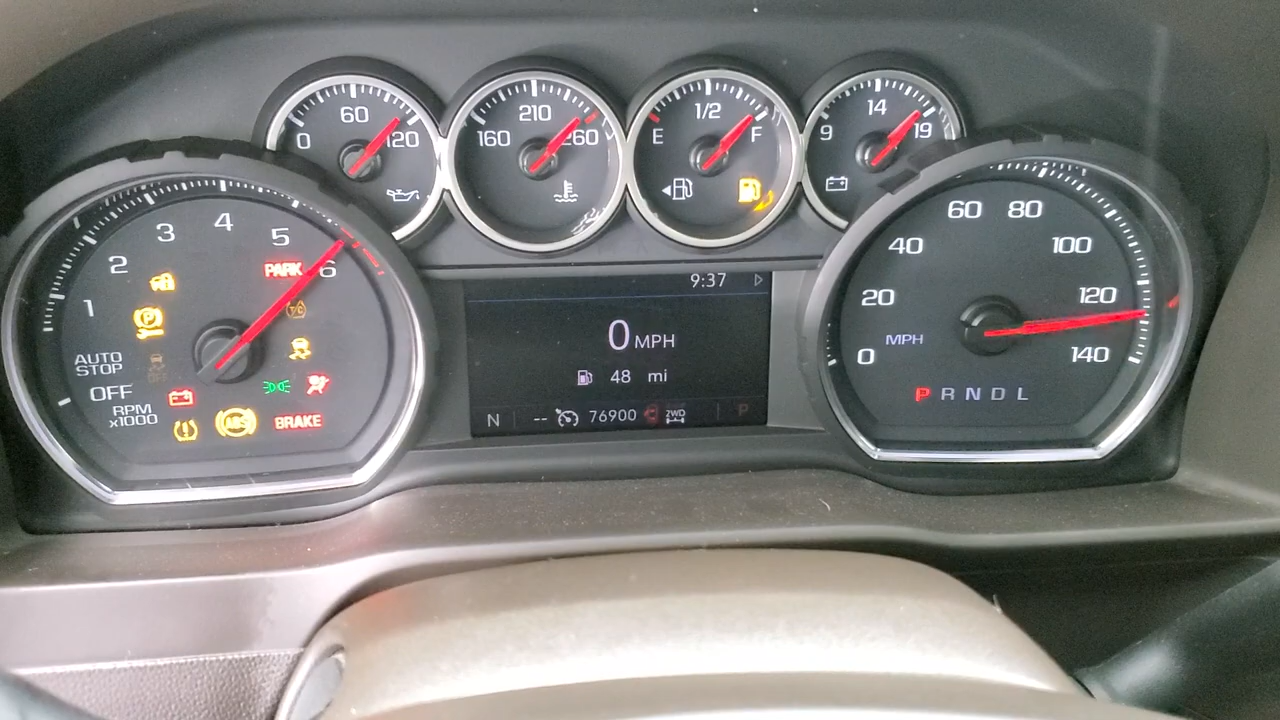 0 60 120
160 210 260
E 1/2 F
9 14 19
1 2 3 4 5 6
PARK
T/C
AUTO
STOP
OFF
OFF
RPM
x1000
ABS
BRAKE
9:37
0 MPH
48 mi
N -- 76900 2WD P
0 20 40 60 80 100 120 140
MPH
P R N D L